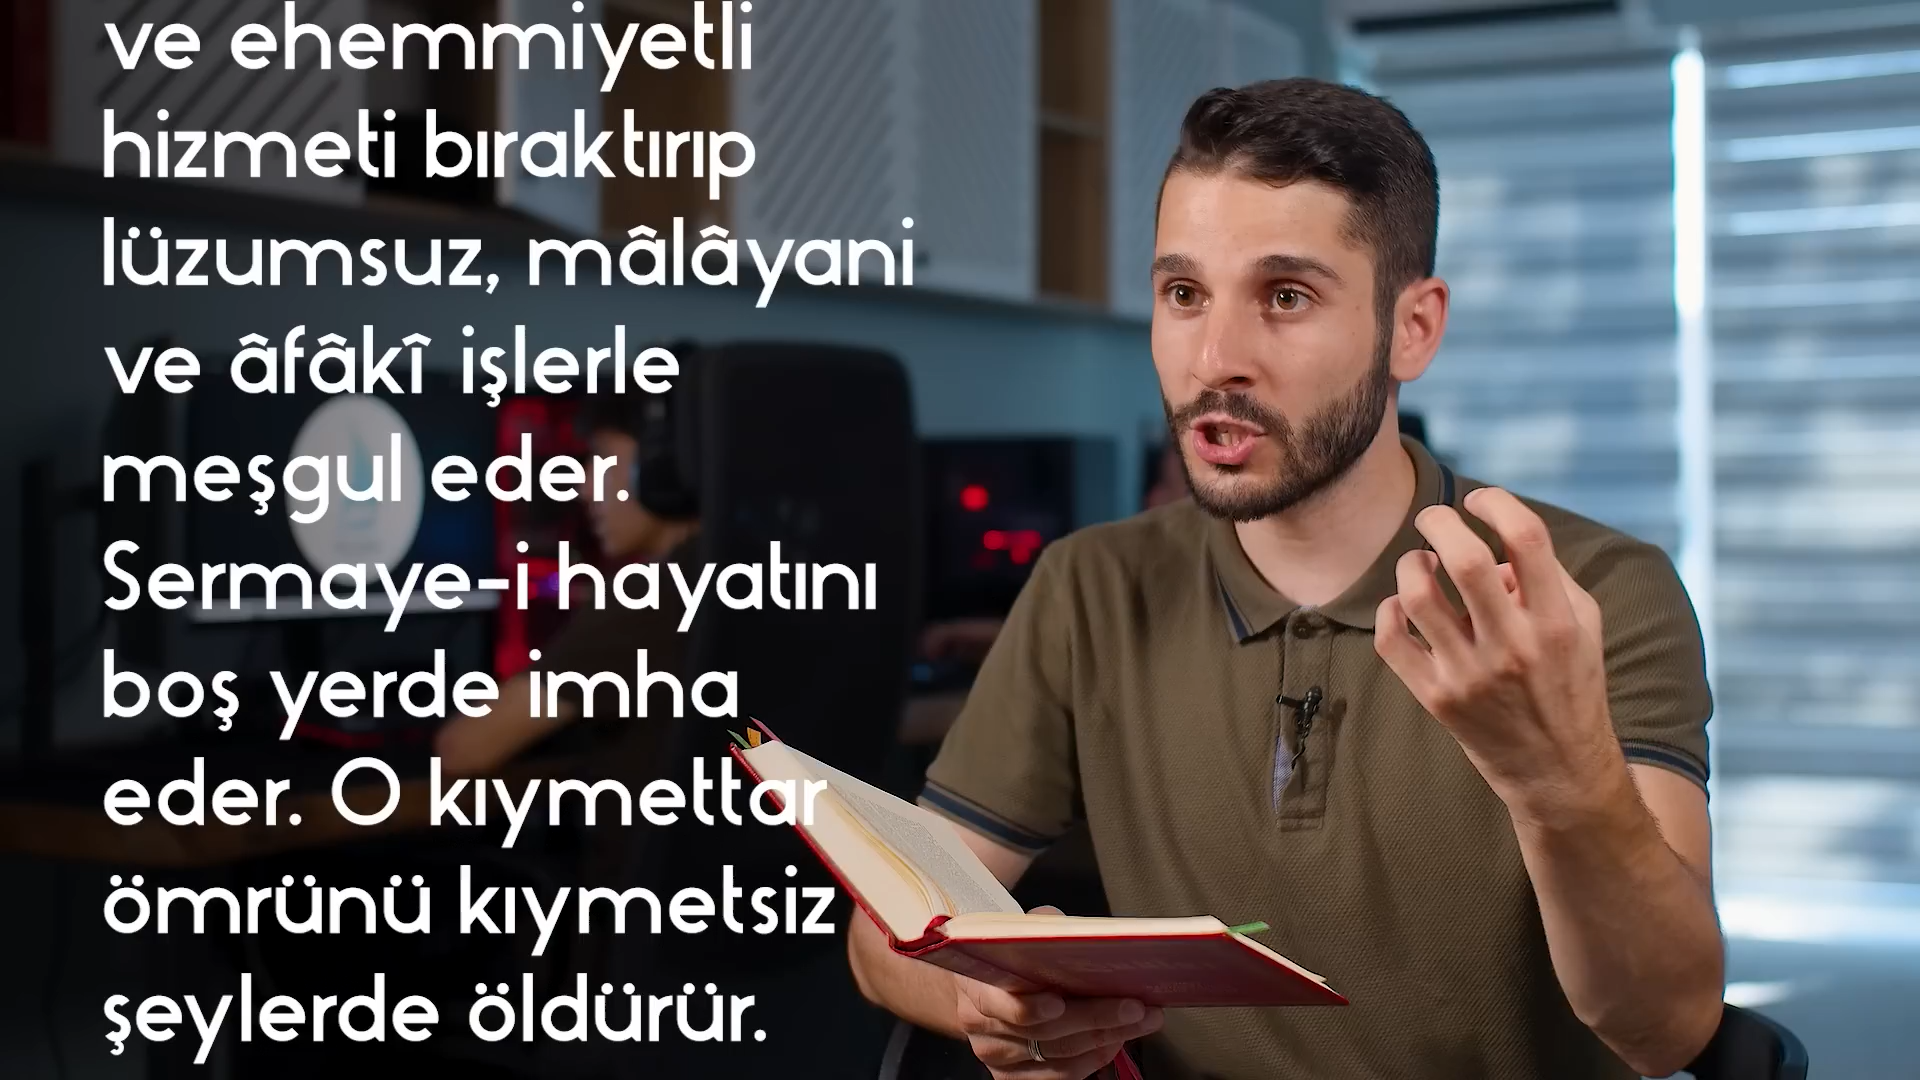 ve ehemmiyetli
hizmeti bıraktırıp
lüzumsuz, mâlâyani
ve âfâkî işlerle
meşgul eder.
Sermaye-i hayatını
boş yerde imha
eder. O kıymettar
ömrünü kıymetsiz
şeylerde öldürür.